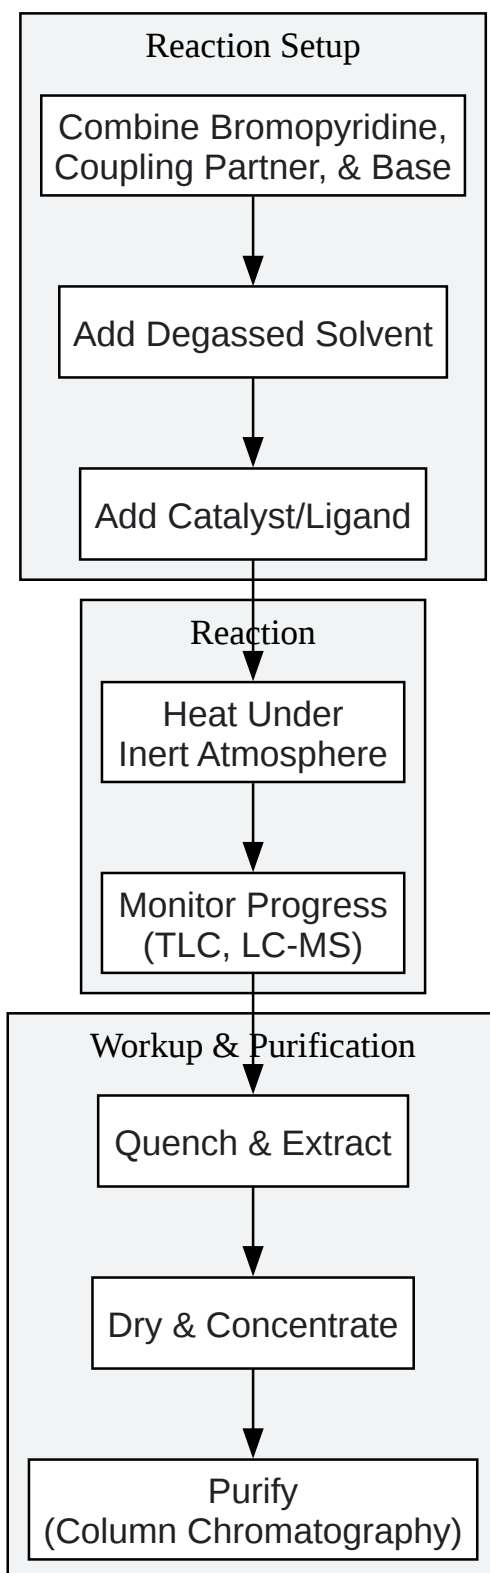 Reaction Setup
Combine Bromopyridine,
Coupling Partner, & Base
Add Degassed Solvent
Add Catalyst/Ligand
Reaction
Heat Under
Inert Atmosphere
Monitor Progress
(TLC, LC-MS)
Workup & Purification
Quench & Extract
Dry & Concentrate
Purify
(Column Chromatography)